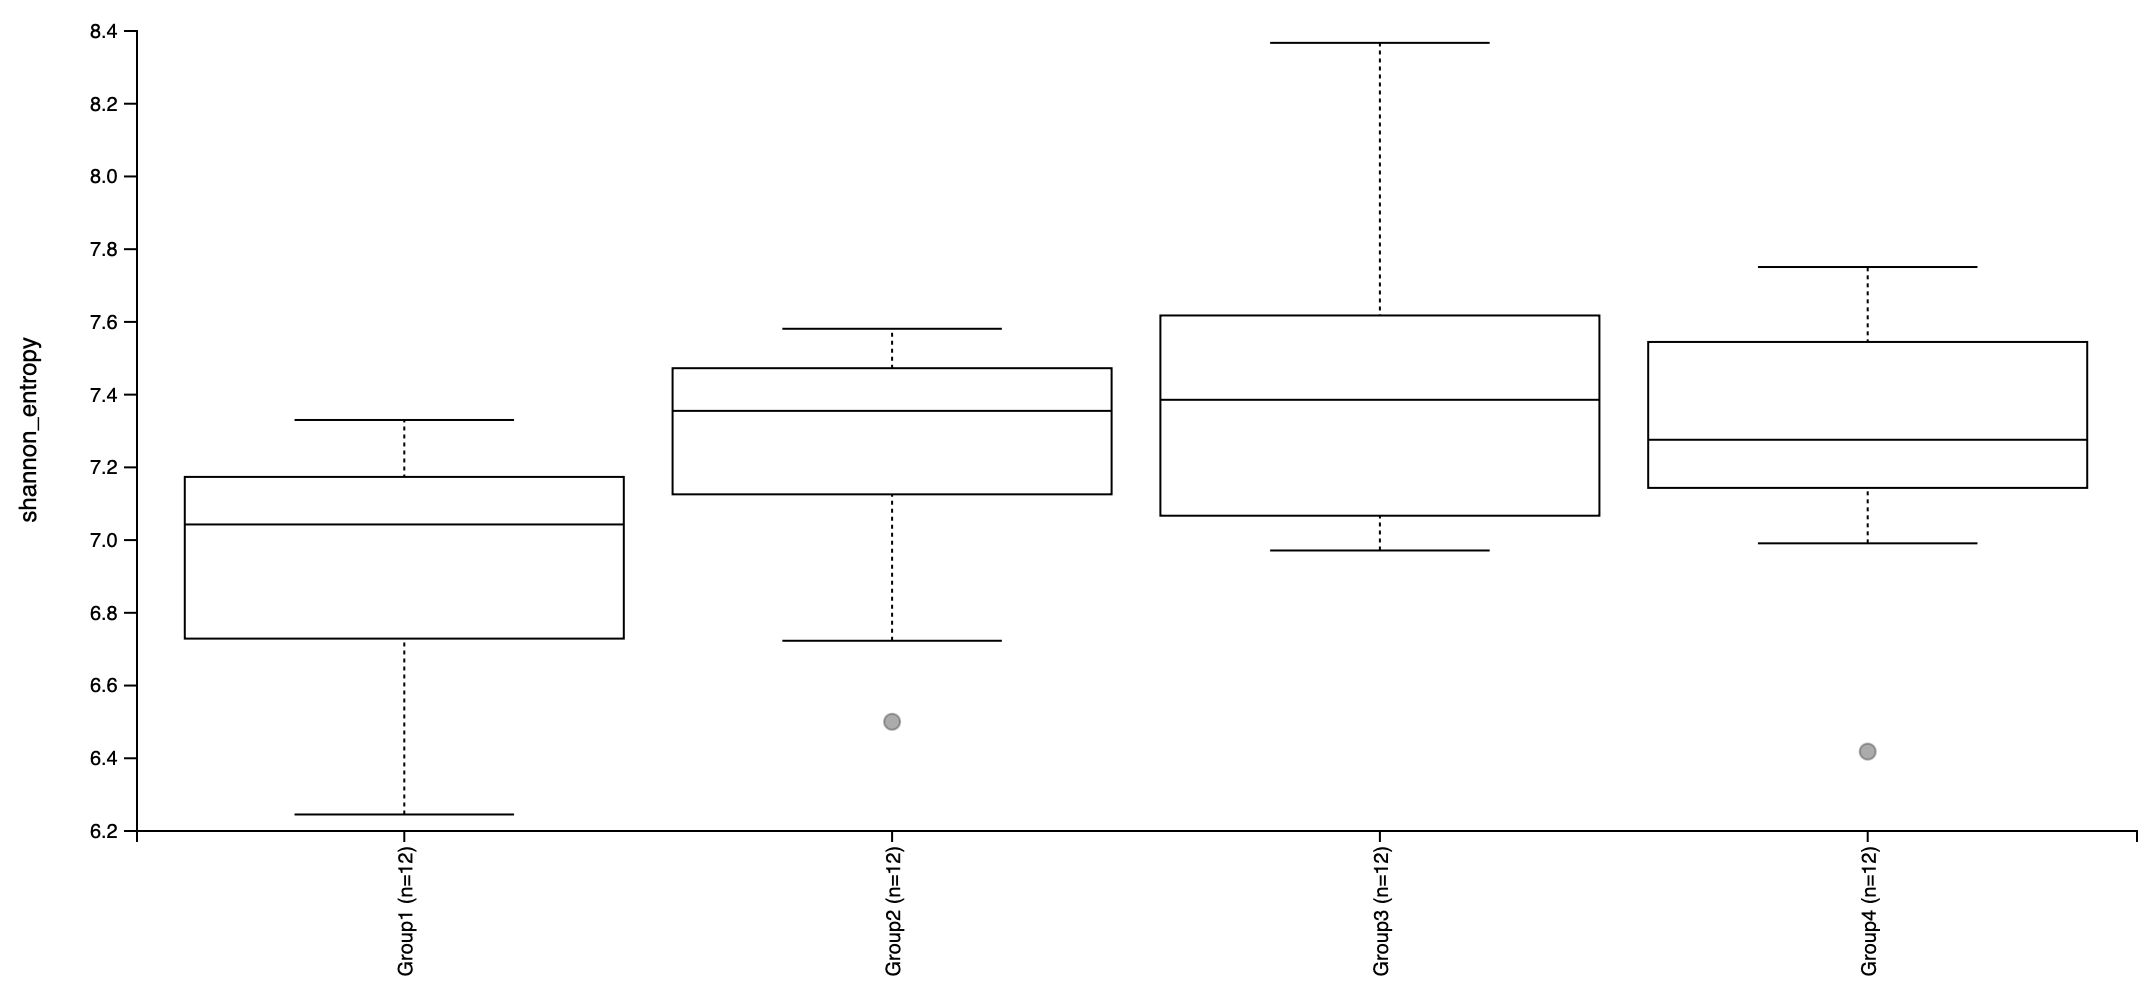 shannon_entropy
8.4
8.2
8.0
7.8
7.6
7.4
7.2
7.0
6.8
6.6
6.4
6.2
Group1 (n=12)
Group2 (n=12)
Group3 (n=12)
Group4 (n=12)